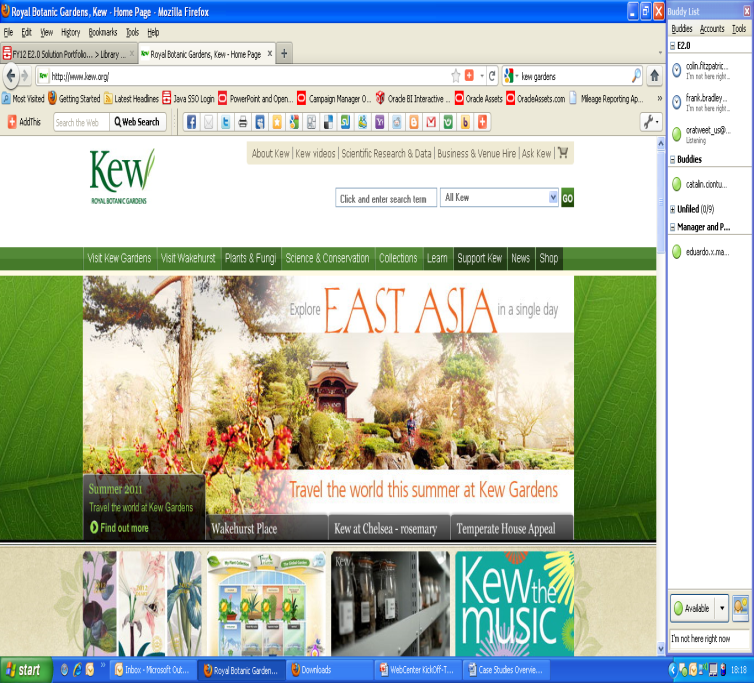 Royal Botanic Gardens, Kew - Home Page - Mozilla Firefox
File Edit View History Bookmarks Tools Help
FY12 E2.0 Solution Portfolio... > Library ...
Royal Botanic Gardens, Kew - Home Page
http://www.kew.org/
kew gardens
Most Visited Getting Started Latest Headlines Java SSO Login PowerPoint and Open... Campaign Manager O... Oracle BI Interactive ... Oracle Assets OracleAssets.com Mileage Reporting Ap... »
AddThis Search the Web Web Search
Kew
ROYAL BOTANIC GARDENS
About Kew | Kew videos | Scientific Research & Data | Business & Venue Hire | Ask Kew |
Click and enter search term All Kew GO
Visit Kew Gardens Visit Wakehurst Plants & Fungi Science & Conservation Collections Learn Support Kew News Shop
Explore EAST ASIA in a single day
Travel the world this summer at Kew Gardens
Summer 2011
Travel the world at Kew Gardens
Find out more
Wakehurst Place Kew at Chelsea - rosemary Temperate House Appeal
Kew
Kew the music
Buddy List
Buddies Accounts Tools
E2.0
colin.fitzpatric...
I'm not here right...
frank.bradley...
I'm not here right...
oratweet_us@...
Listening
Buddies
catalin.ciontu...
Unfiled (0/9)
Manager and P...
eduardo.x.ma...
Available
I'm not here right now
start » Inbox - Microsoft Out... Royal Botanic Garden... Downloads WebCenter KickOff-T... Case Studies Overvie... 18:18